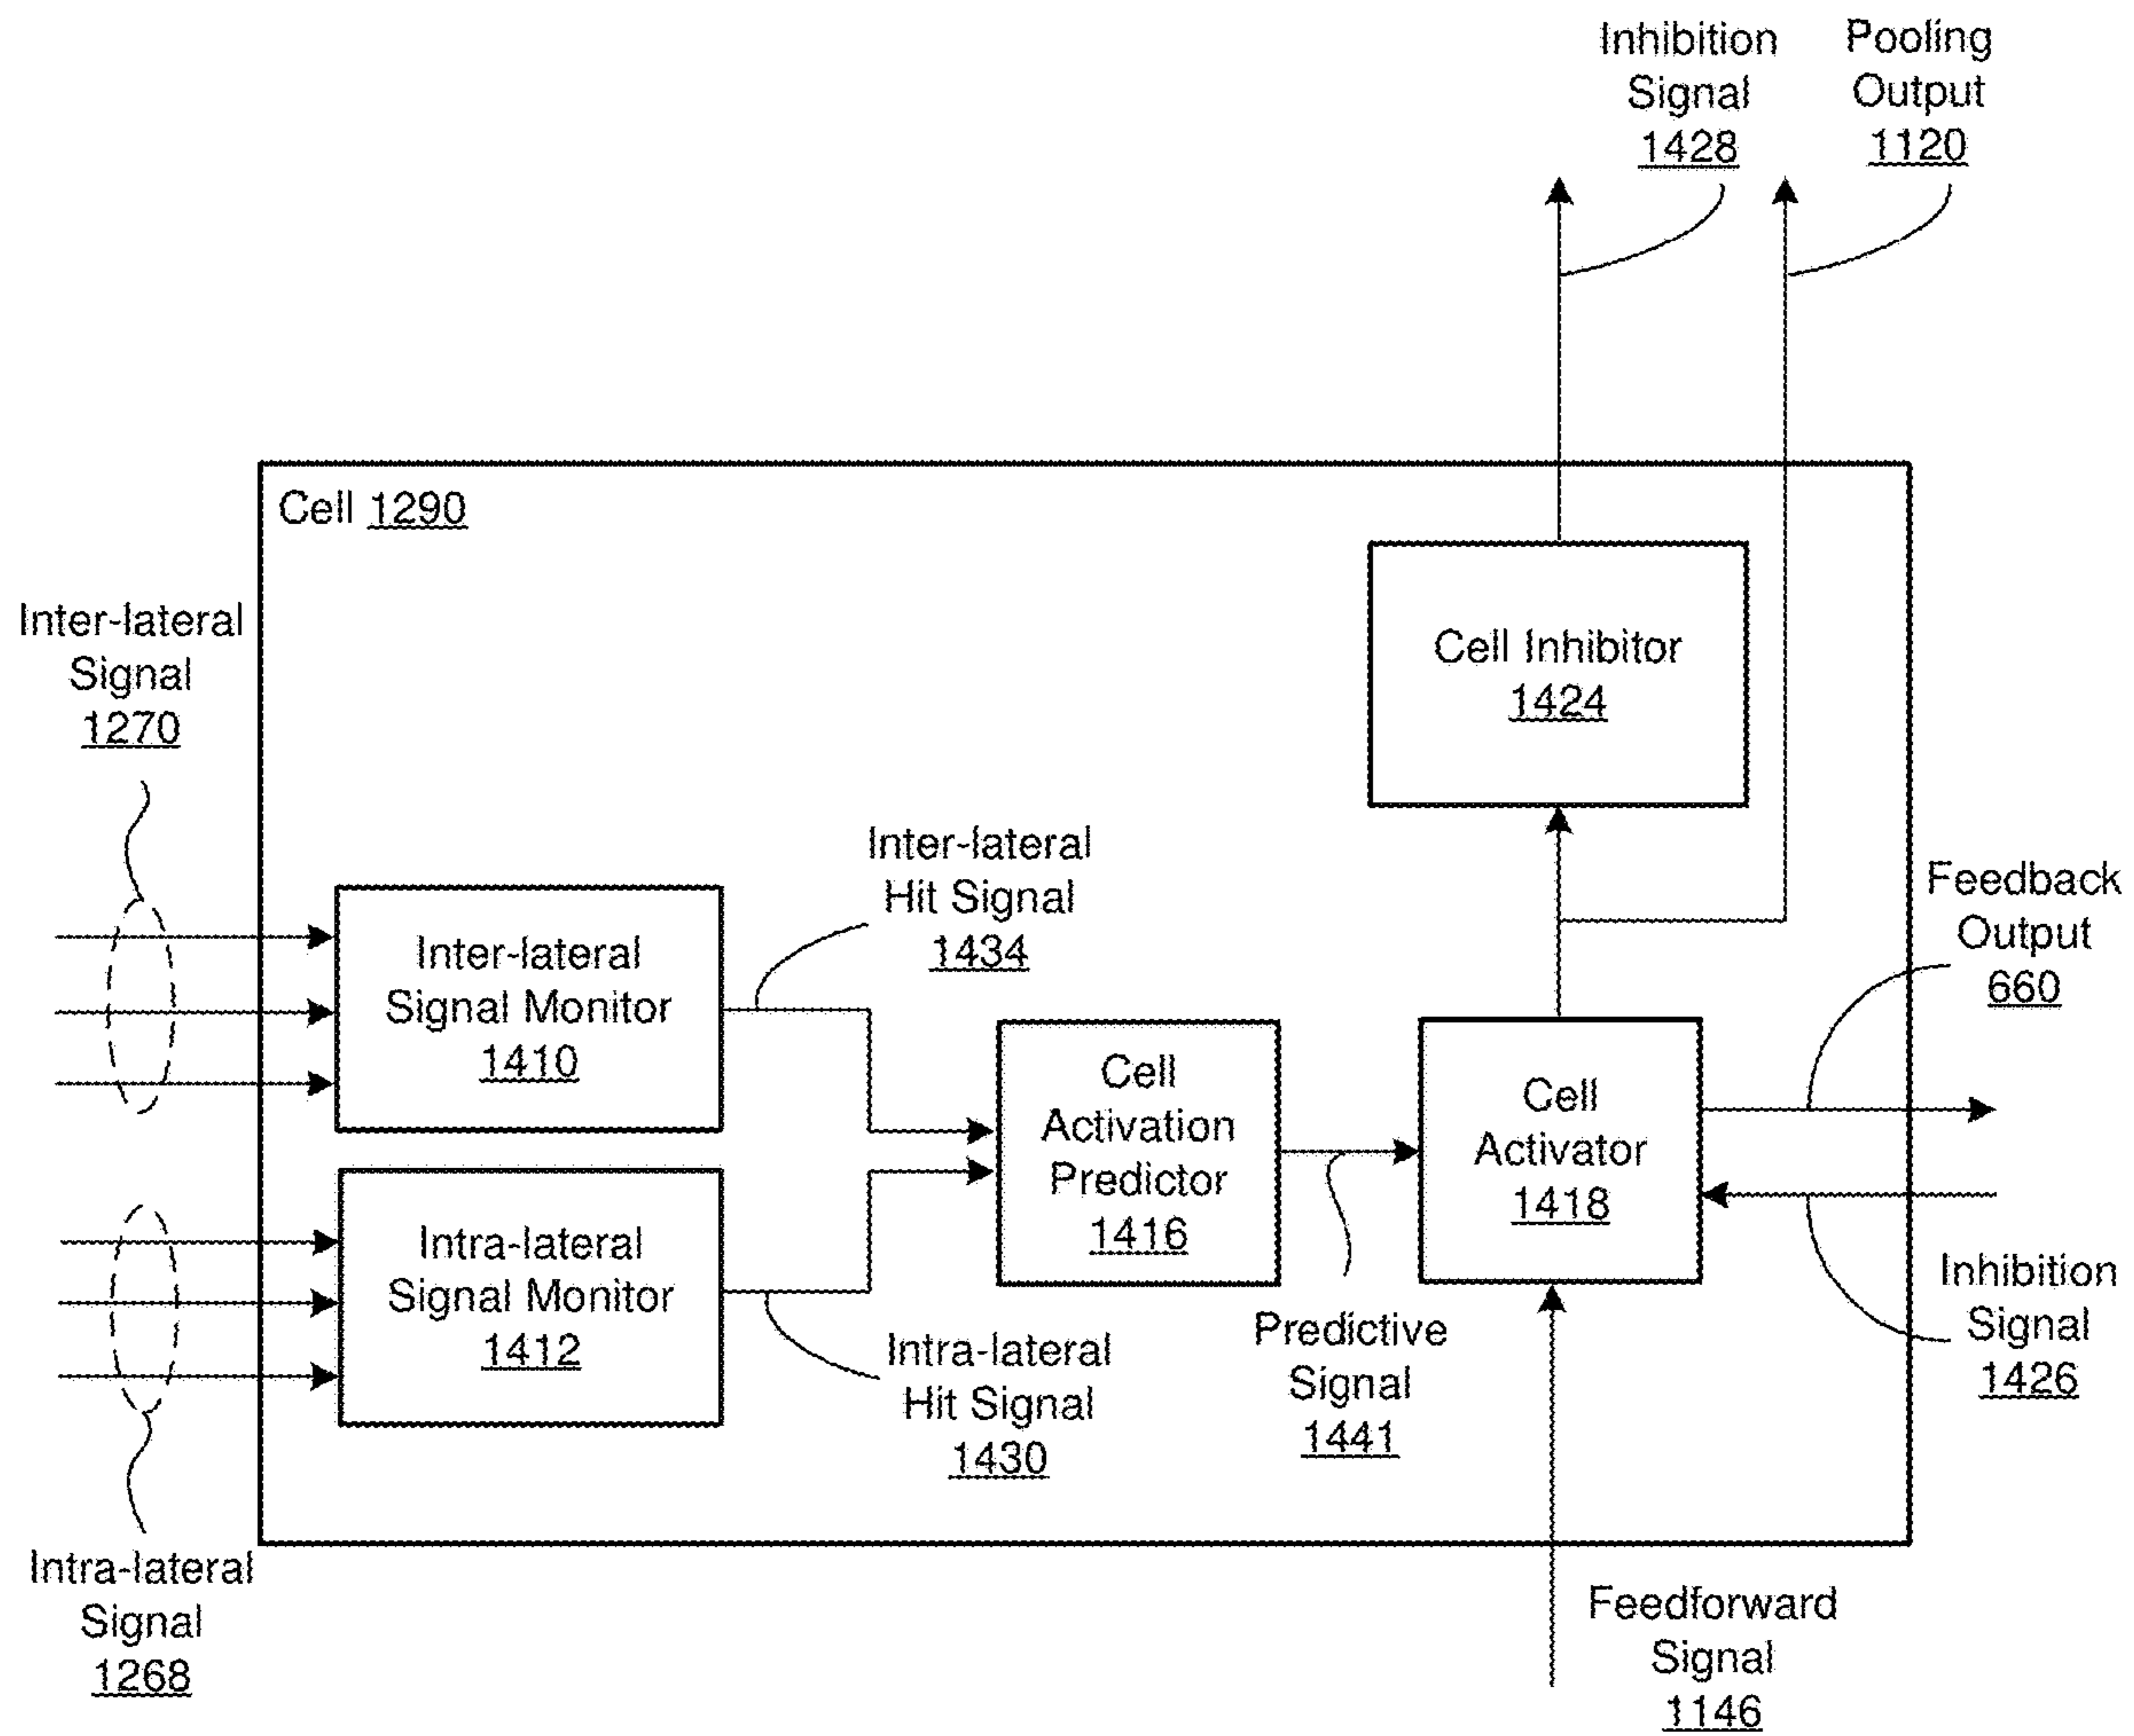 Inhibition
Signal
1428
Pooling
Output
1120
Cell 1290
Cell Inhibitor
1424
Inter-lateral
Signal
1270
Inter-lateral
Hit Signal
1434
Feedback
Output
660
Inter-lateral
Signal Monitor
1410
Cell
Activation
Predictor
1416
Cell
Activator
1418
Intra-lateral
Signal Monitor
1412
Intra-lateral
Hit Signal
1430
Predictive
Signal
1441
Inhibition
Signal
1426
Intra-lateral
Signal
1268
Feedforward
Signal
1146